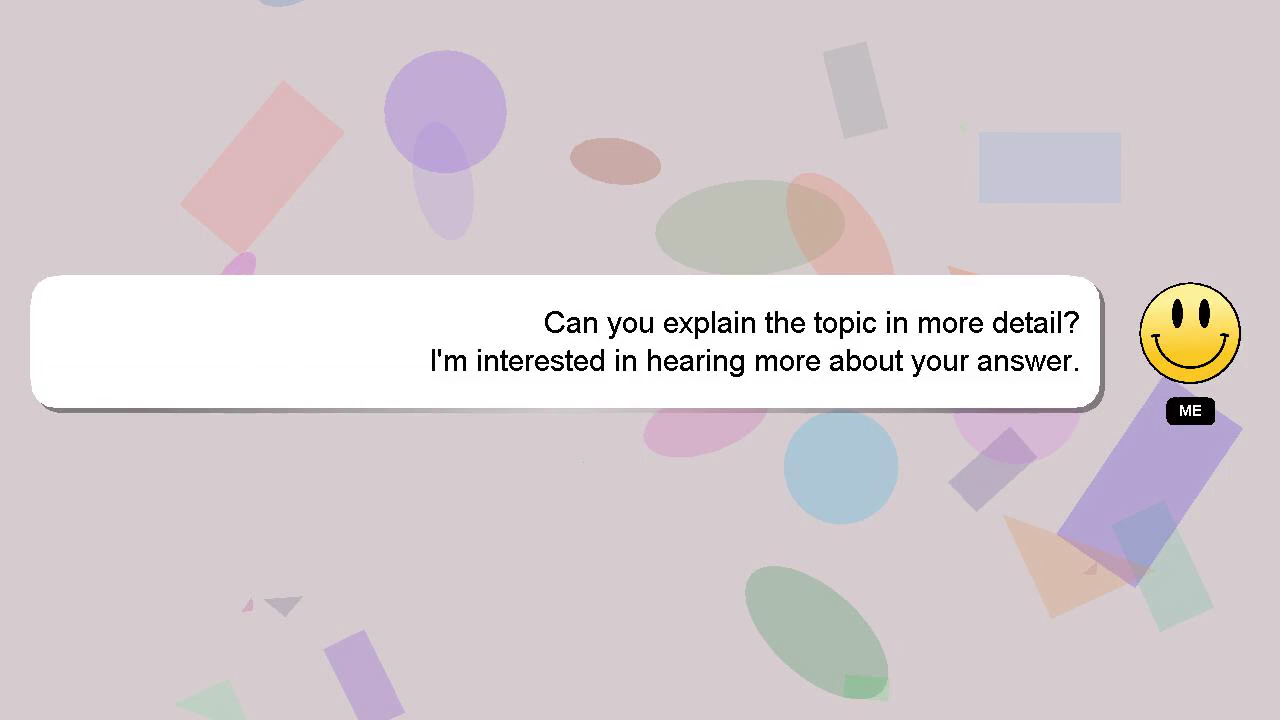 Can you explain the topic in more detail?
I'm interested in hearing more about your answer.
ME